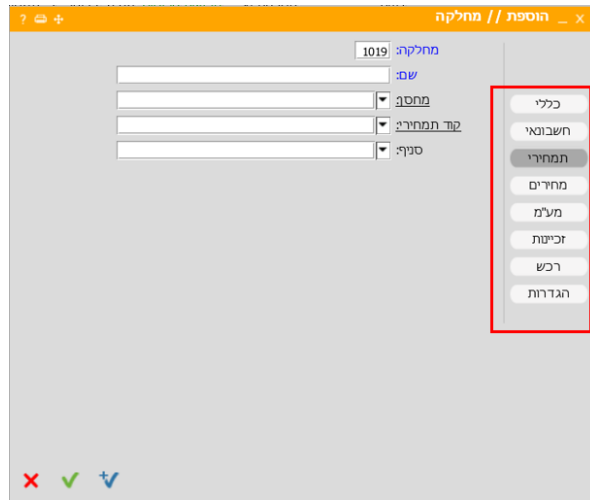 הוספת // מחלקה
מחלקה: 1019
שם:
מחסן:
קוד תמחירי:
סניף:
כללי
חשבונאי
תמחירי
מחירים
מע"מ
זכיינות
רכש
הגדרות